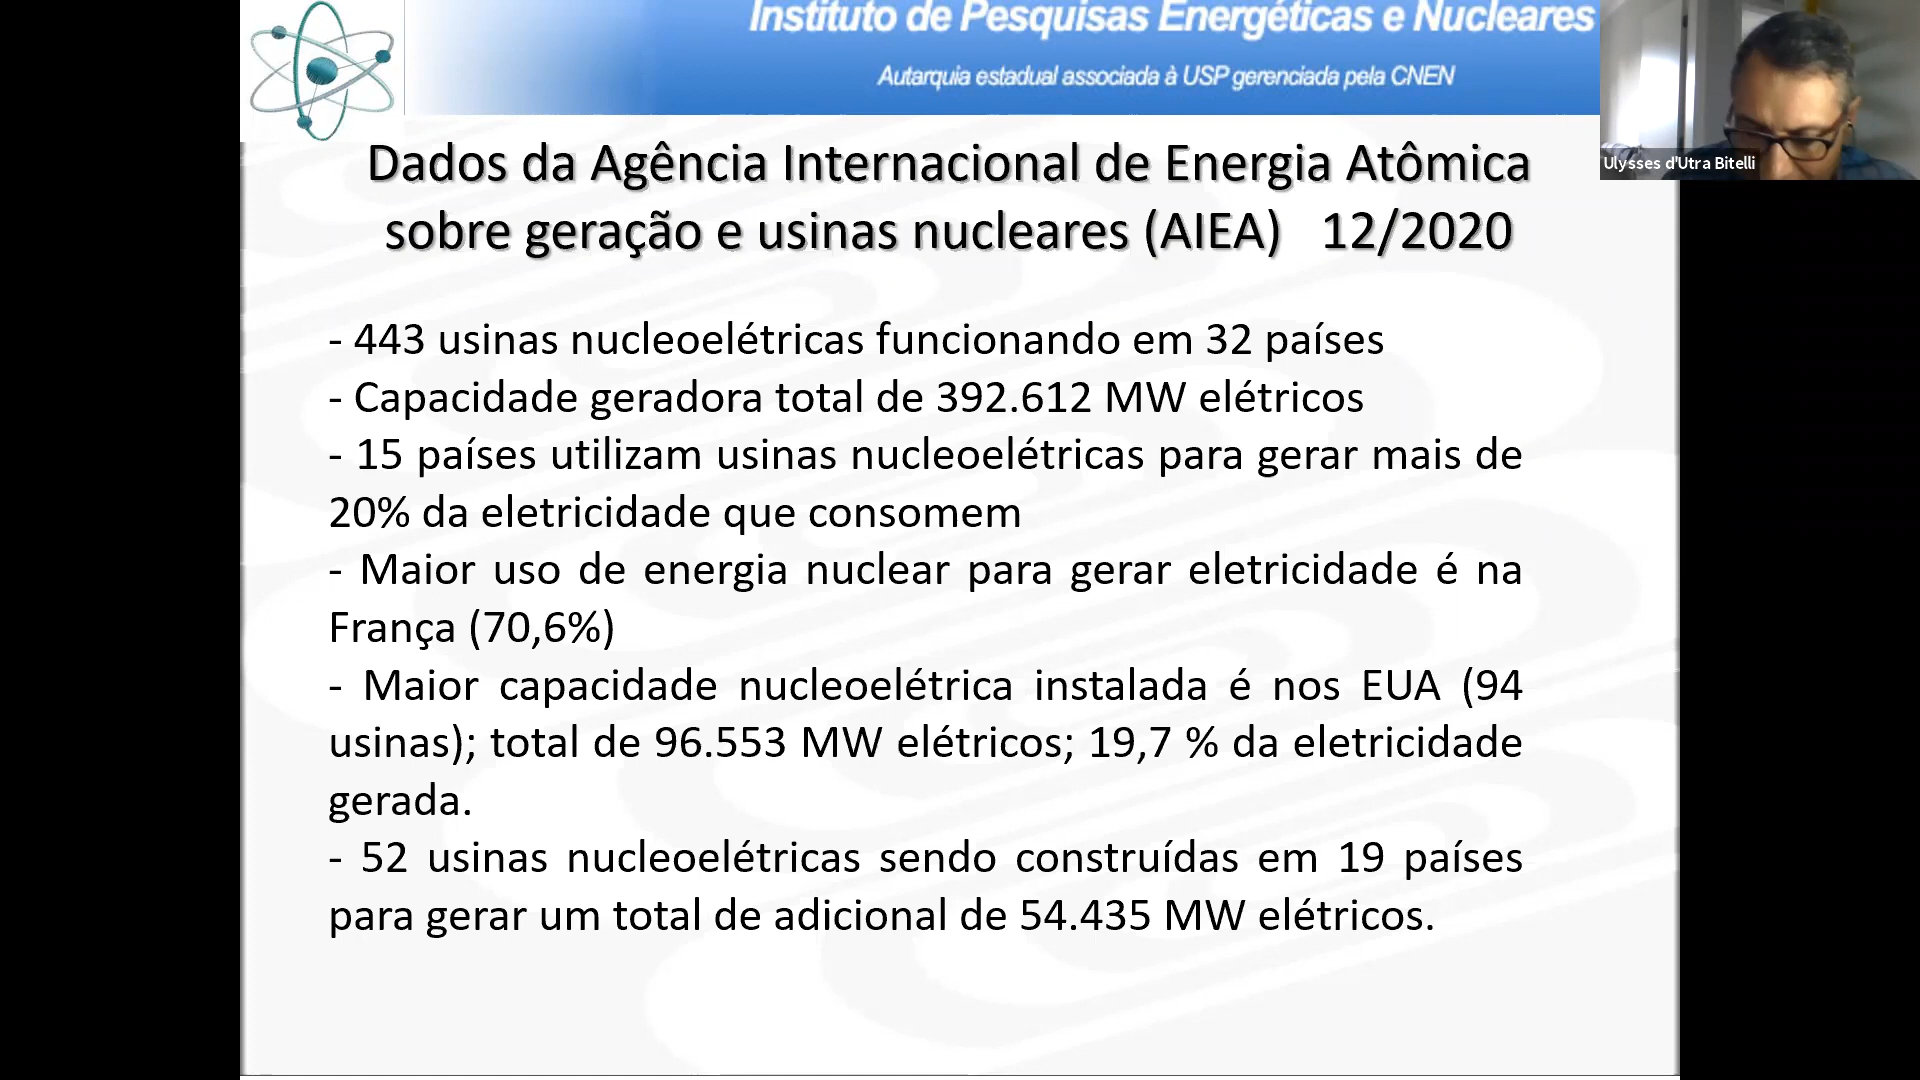 Instituto de Pesquisas Energéticas e Nucleares
Autarquia estadual associada à USP gerenciada pela CNEN
Ulysses d'Utra Bitelli
Dados da Agência Internacional de Energia Atômica
sobre geração e usinas nucleares (AIEA) 12/2020
- 443 usinas nucleoelétricas funcionando em 32 países
- Capacidade geradora total de 392.612 MW elétricos
- 15 países utilizam usinas nucleoelétricas para gerar mais de
20% da eletricidade que consomem
- Maior uso de energia nuclear para gerar eletricidade é na
França (70,6%)
- Maior capacidade nucleoelétrica instalada é nos EUA (94
usinas); total de 96.553 MW elétricos; 19,7 % da eletricidade
gerada.
- 52 usinas nucleoelétricas sendo construídas em 19 países
para gerar um total de adicional de 54.435 MW elétricos.